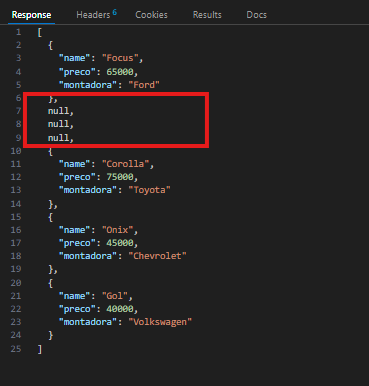 Response Headers 6 Cookies Results Docs
1 [
2 {
3 "name": "Focus",
4 "preco": 65000,
5 "montadora": "Ford"
6 },
7 null,
8 null,
9 null,
10 {
11 "name": "Corolla",
12 "preco": 75000,
13 "montadora": "Toyota"
14 },
15 {
16 "name": "Onix",
17 "preco": 45000,
18 "montadora": "Chevrolet"
19 },
20 {
21 "name": "Gol",
22 "preco": 40000,
23 "montadora": "Volkswagen"
24 }
25 ]